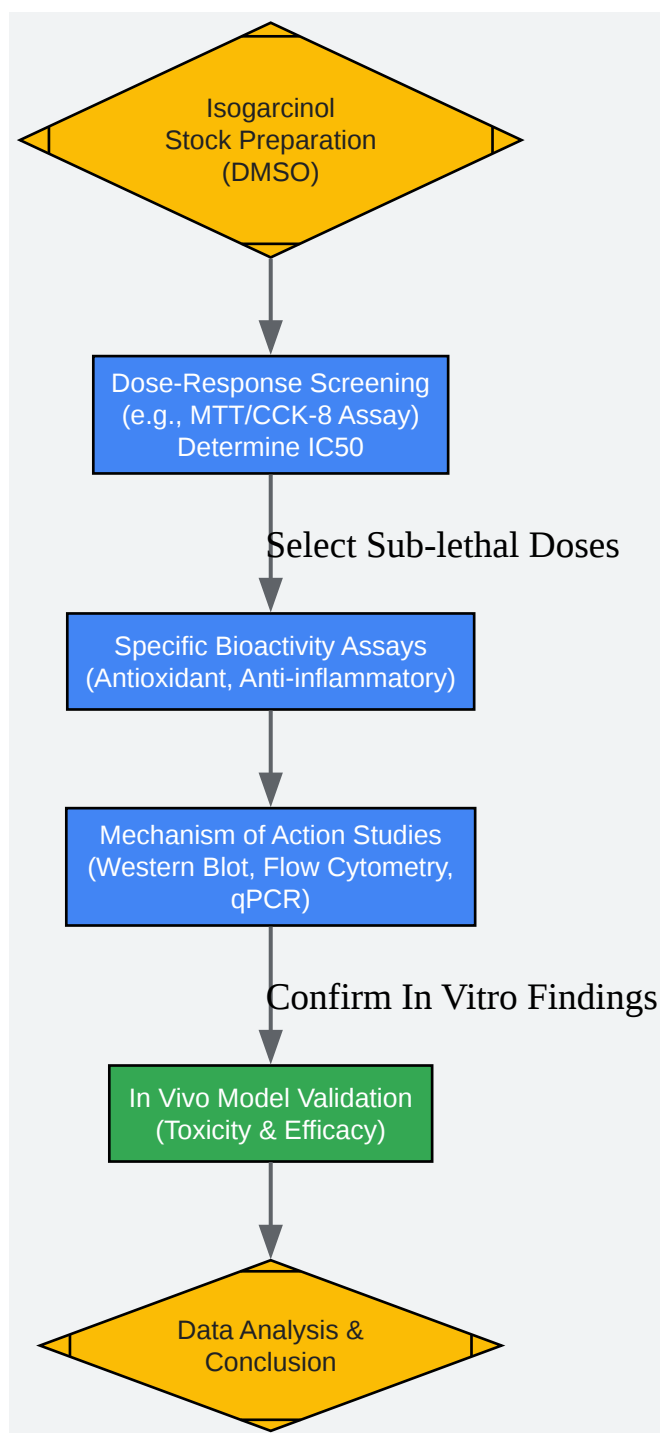 Isogarcinol
Stock Preparation
(DMSO)
Dose-Response Screening
(e.g., MTT/CCK-8 Assay)
Determine IC50
Select Sub-lethal Doses
Specific Bioactivity Assays
(Antioxidant, Anti-inflammatory)
Mechanism of Action Studies
(Western Blot, Flow Cytometry,
qPCR)
Confirm In Vitro Findings
In Vivo Model Validation
(Toxicity & Efficacy)
Data Analysis &
Conclusion